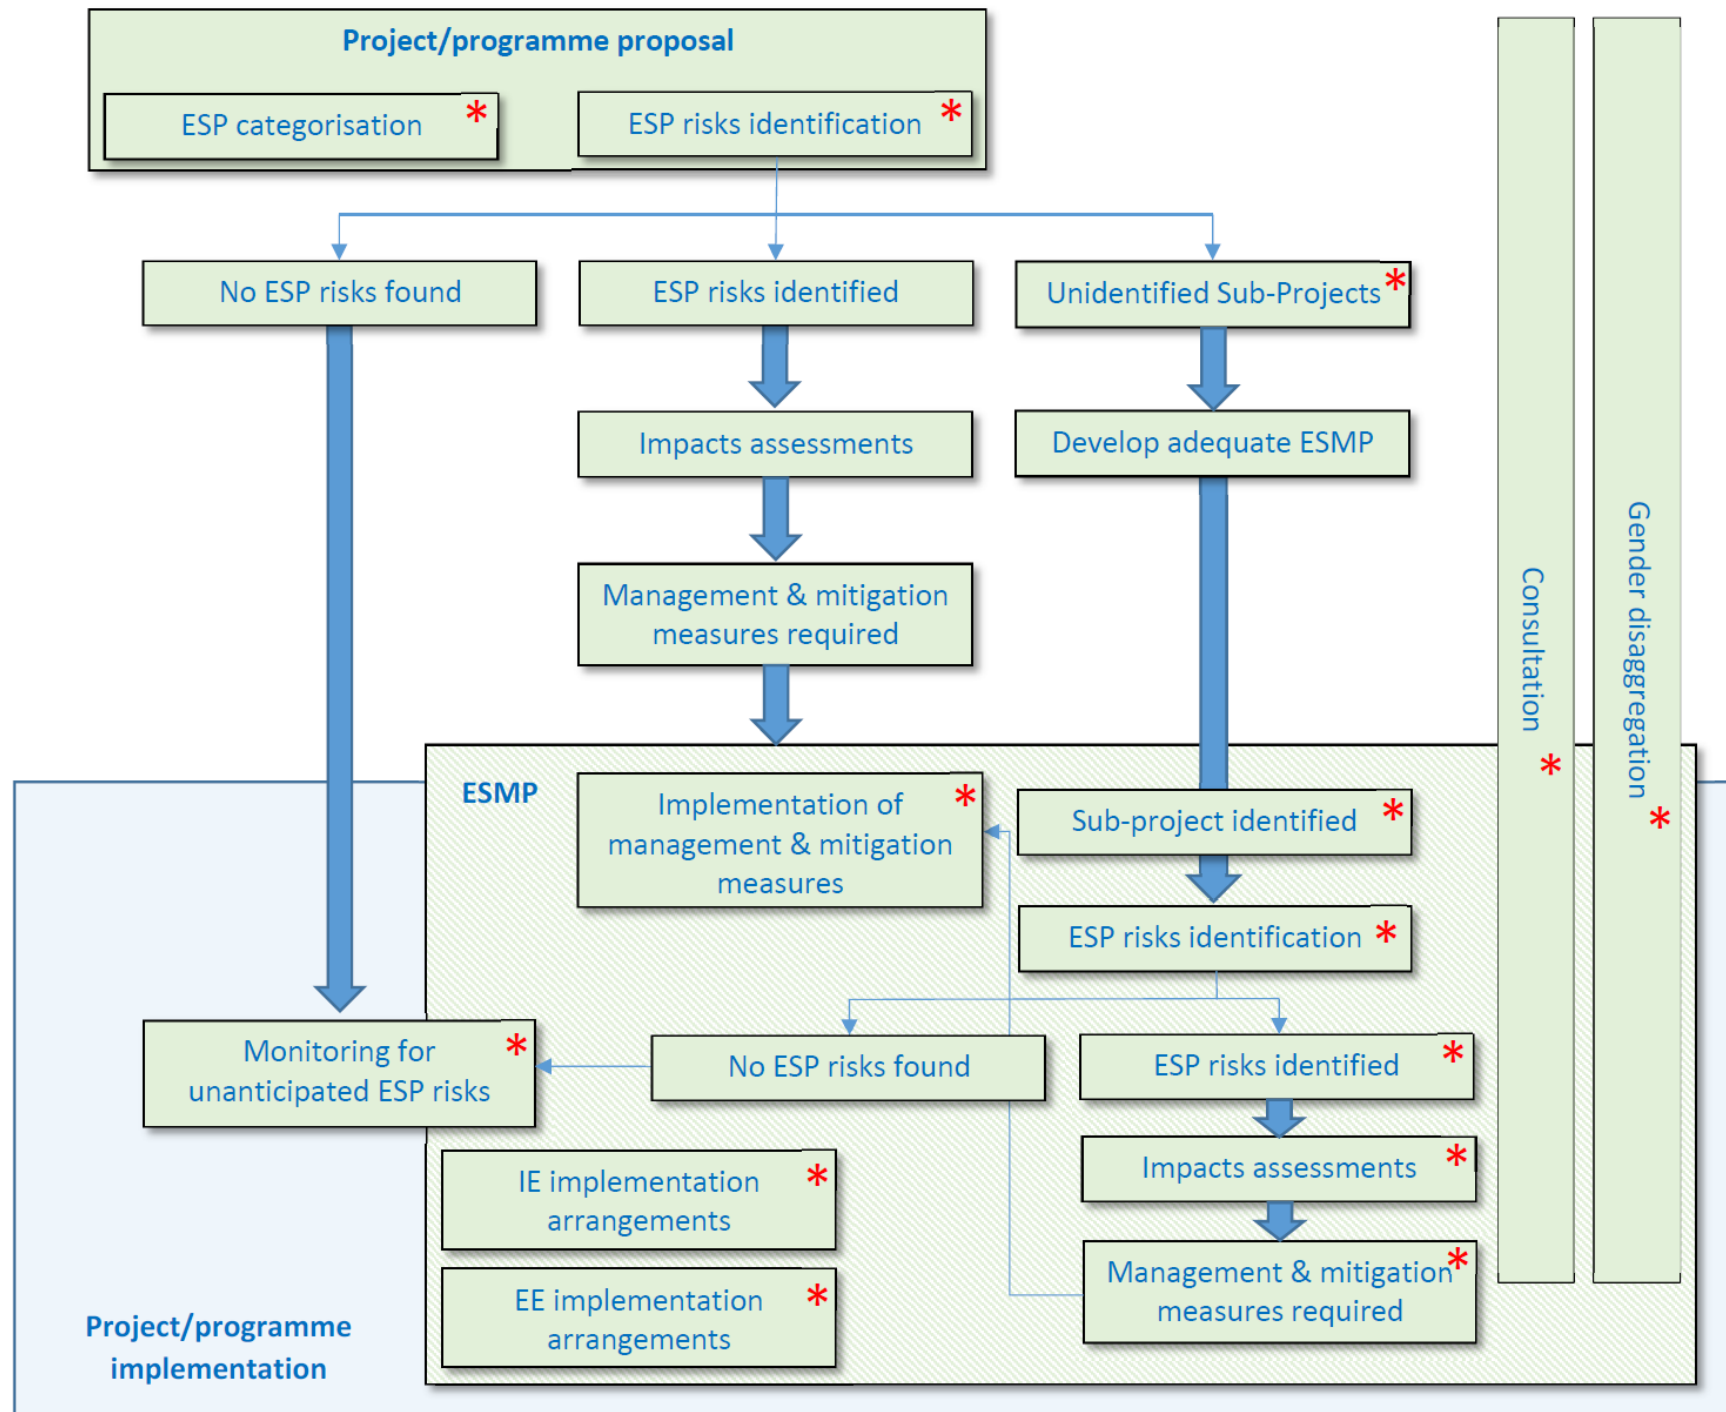 Project/programme proposal
ESP categorisation *
ESP risks identification *
No ESP risks found
ESP risks identified
Unidentified Sub-Projects *
Impacts assessments
Develop adequate ESMP
Management & mitigation
measures required
Consultation *
Gender disaggregation *
ESMP
Implementation of *
management & mitigation
measures
Sub-project identified *
ESP risks identification *
Monitoring for *
unanticipated ESP risks
No ESP risks found
ESP risks identified *
Impacts assessments *
IE implementation *
arrangements
Management & mitigation *
measures required
EE implementation *
arrangements
Project/programme
implementation